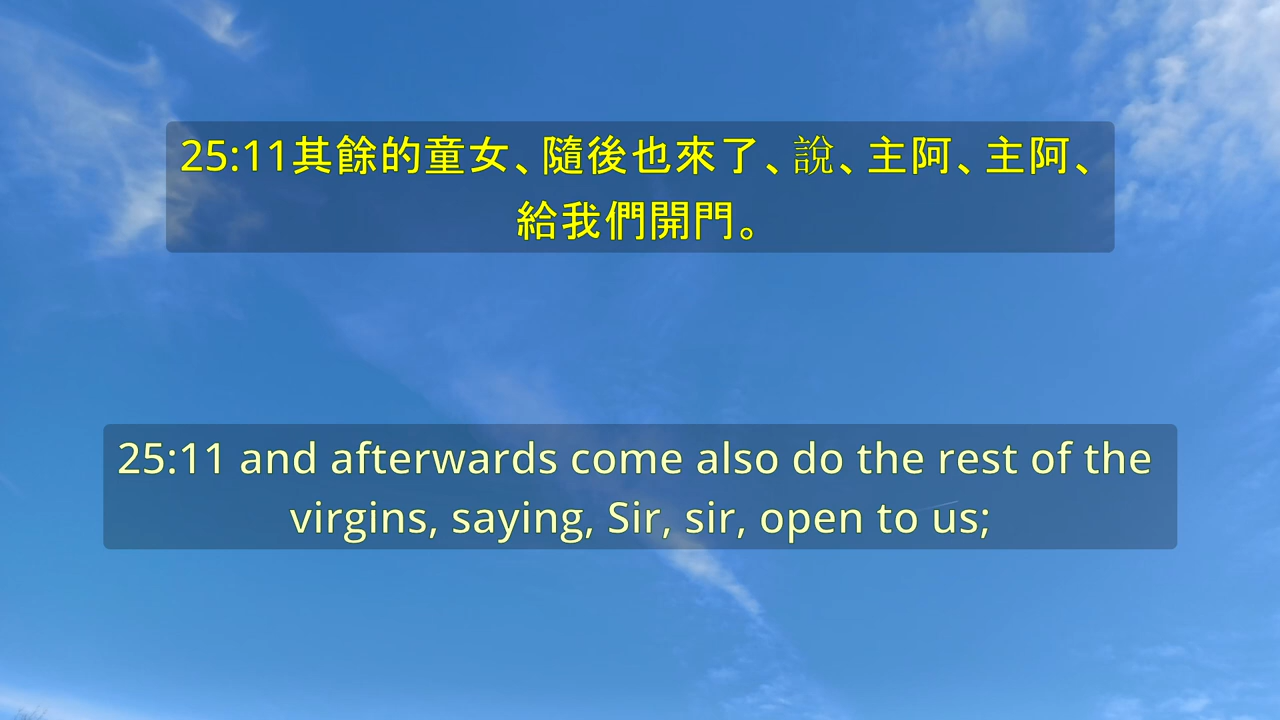 25:11其餘的童女、隨後也來了、說、主阿、主阿、
給我們開門。
25:11 and afterwards come also do the rest of the
virgins, saying, Sir, sir, open to us;